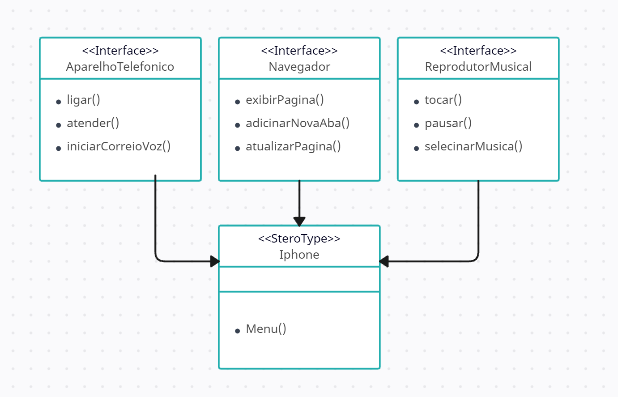 <<Interface>>
AparelhoTelefonico
ligar()
atender()
iniciarCorreioVoz()
<<Interface>>
Navegador
exibirPagina()
adicinarNovaAba()
atualizarPagina()
<<Interface>>
ReprodutorMusical
tocar()
pausar()
selecinarMusica()
<<SteroType>>
Iphone
Menu()